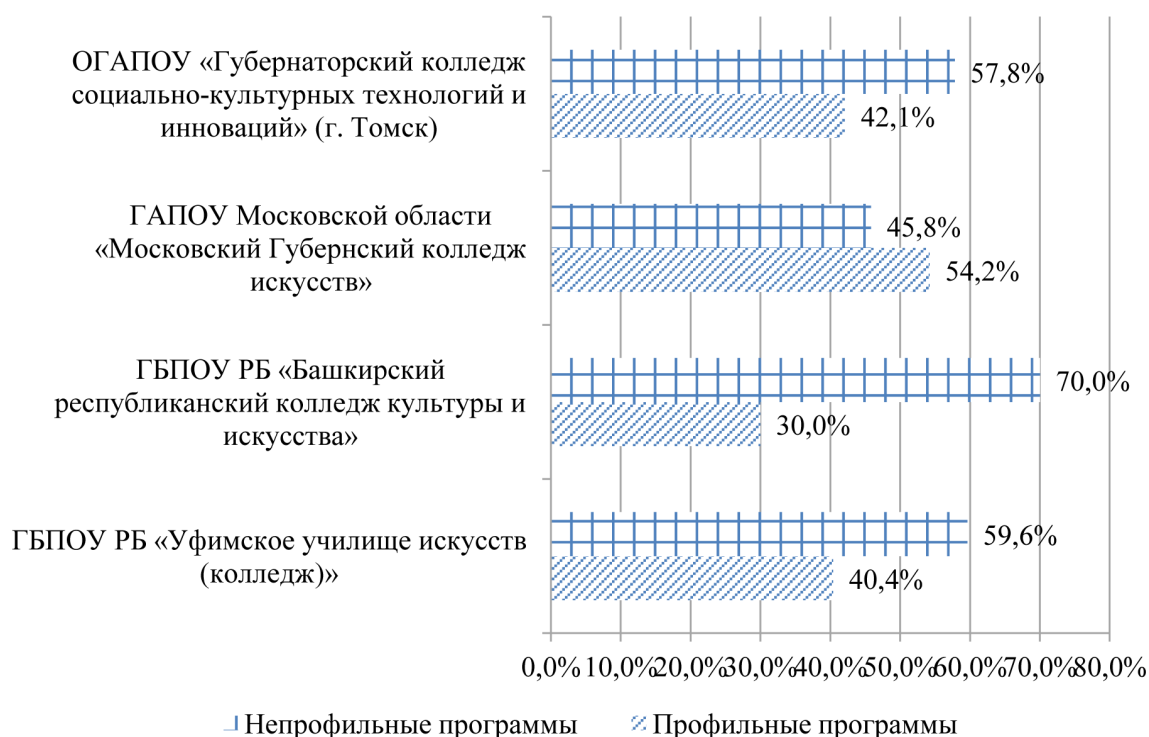 ОГАПОУ «Губернаторский колледж
социально-культурных технологий и
инноваций» (г. Томск)
57,8%
42,1%
ГАПОУ Московской области
«Московский Губернский колледж
искусств»
45,8%
54,2%
ГБПОУ РБ «Башкирский
республиканский колледж культуры и
искусства»
70,0%
30,0%
ГБПОУ РБ «Уфимское училище искусств
(колледж)»
59,6%
40,4%
0,0% 10,0% 20,0% 30,0% 40,0% 50,0% 60,0% 70,0% 80,0%
Непрофильные программы Профильные программы